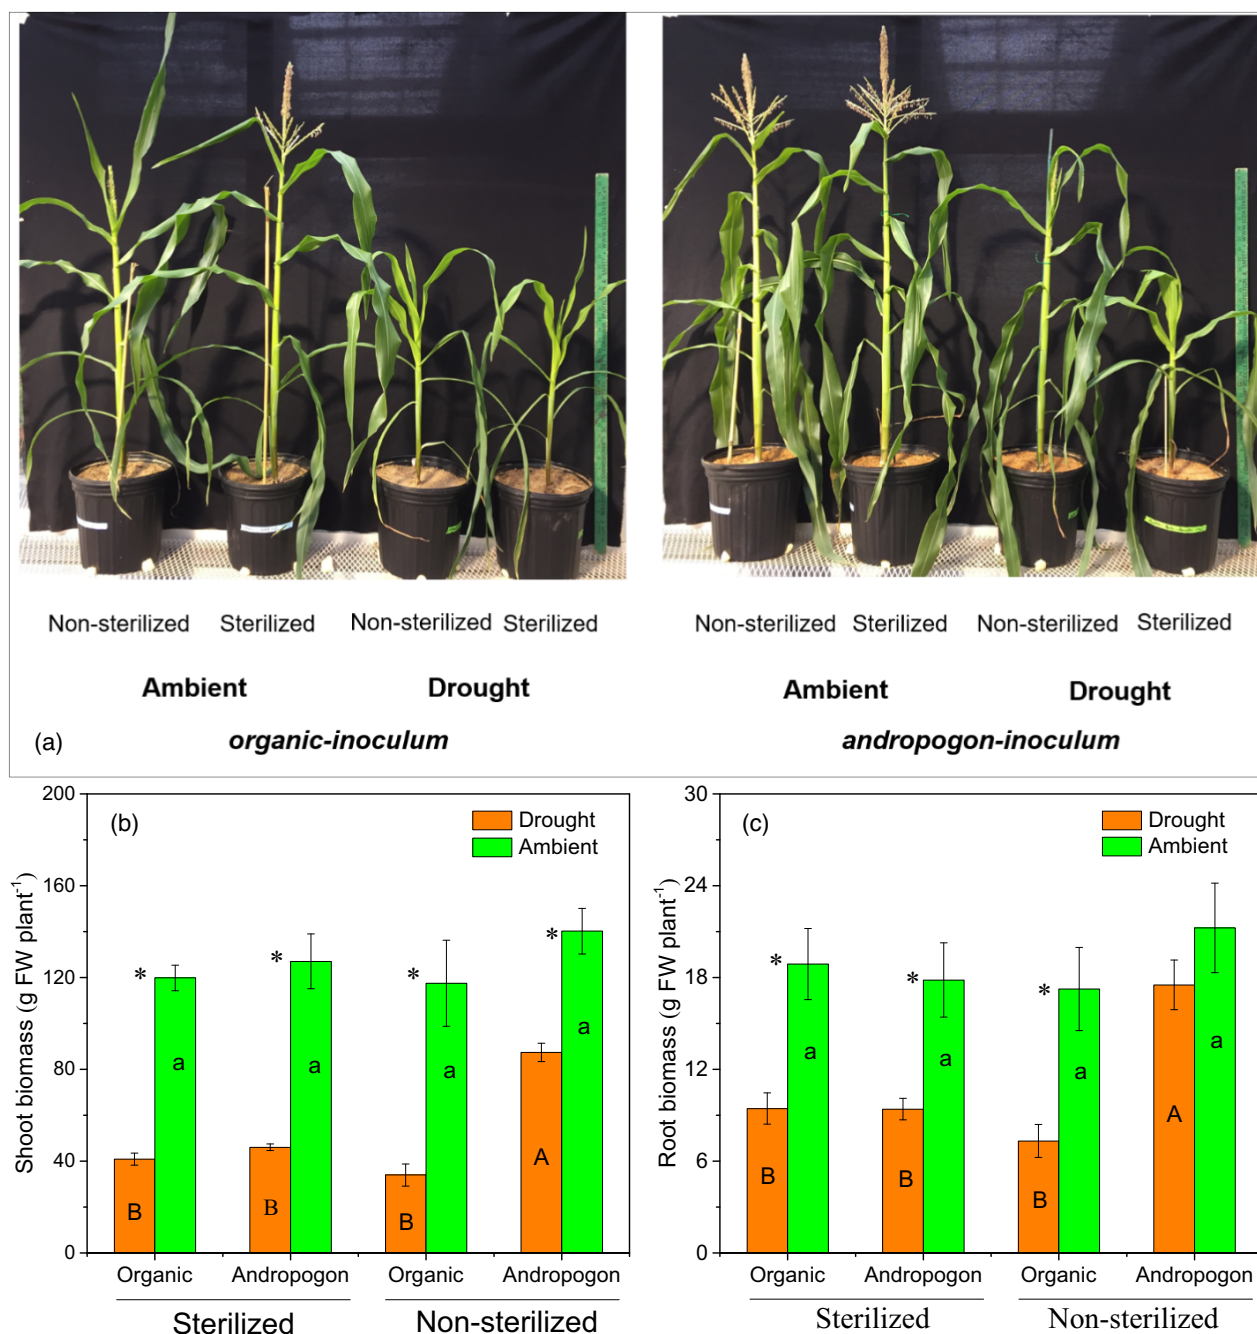 Non-sterilized Sterilized Non-sterilized Sterilized
Ambient Drought
organic-inoculum
Non-sterilized Sterilized Non-sterilized Sterilized
Ambient Drought
andropogon-inoculum
(a)
(b)
Drought
Ambient
Shoot biomass (g FW plant⁻¹)
200
160
120
80
40
0
*
*
*
*
a
a
a
a
B
B
B
A
Organic Andropogon Organic Andropogon
Sterilized Non-sterilized
(c)
Drought
Ambient
Root biomass (g FW plant⁻¹)
30
24
18
12
6
0
*
*
*
a
a
a
a
B
B
B
A
Organic Andropogon Organic Andropogon
Sterilized Non-sterilized